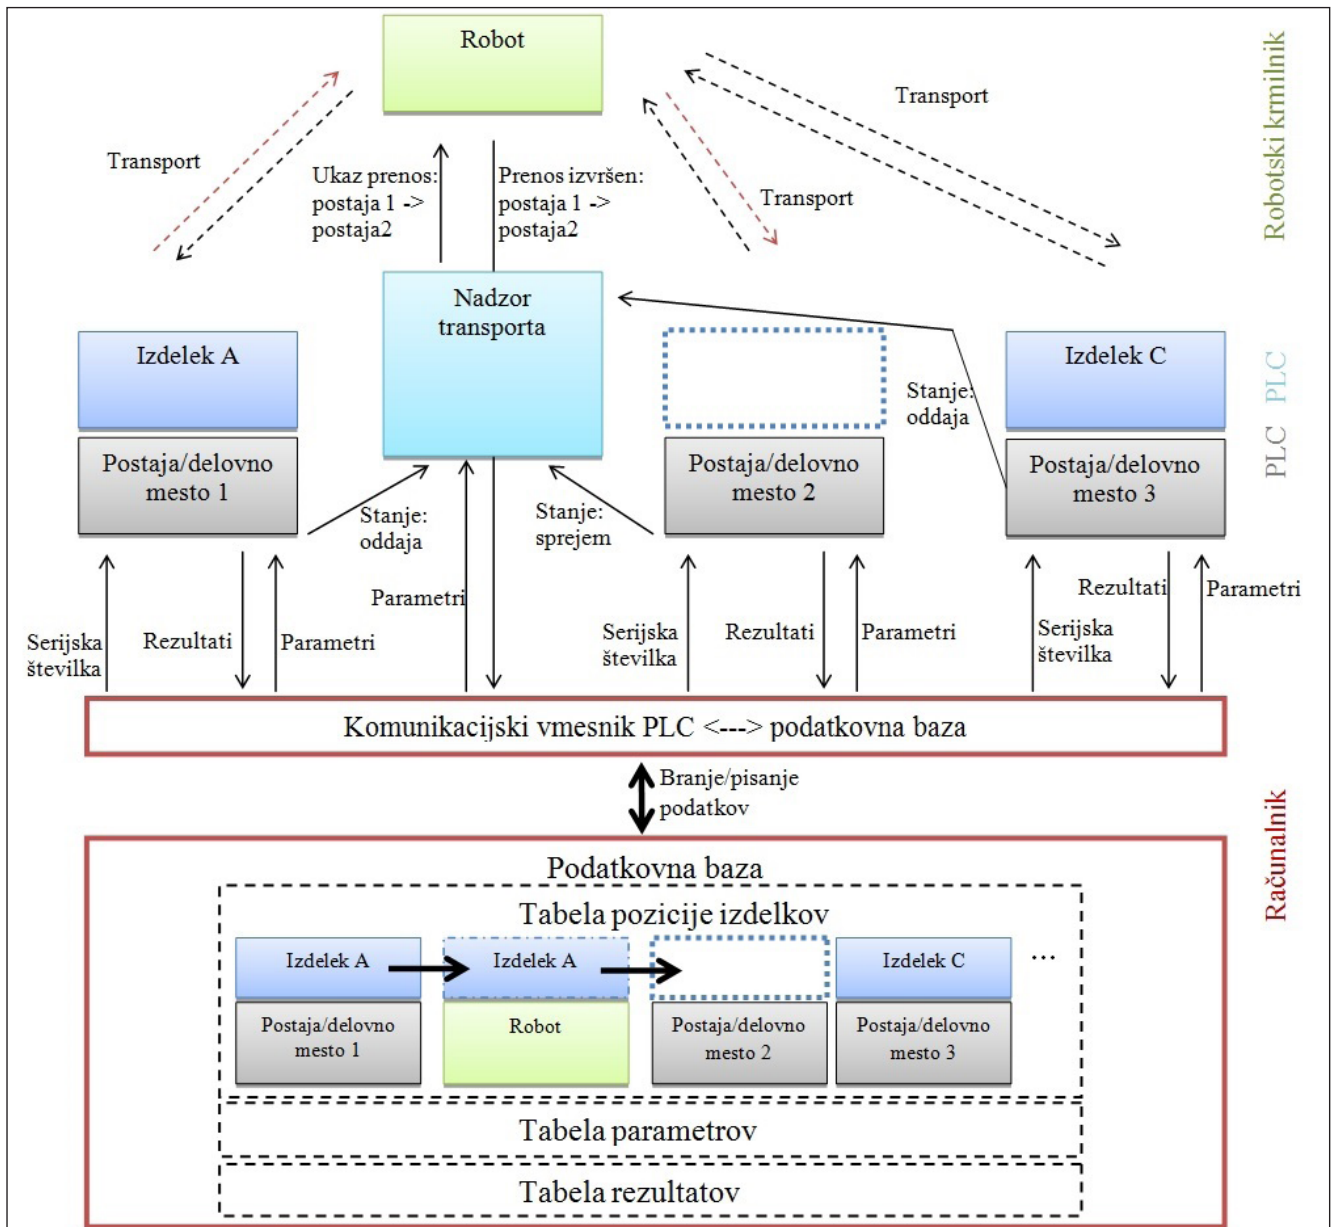 Robot
Robotski krmilnik
Transport
Transport
Ukaz prenos:
postaja 1 ->
postaja2
Prenos izvršen:
postaja 1 ->
postaja2
Transport
Nadzor
transporta
Izdelek A
Izdelek C
PLC
Stanje:
oddaja
PLC
Postaja/delovno
mesto 1
Postaja/delovno
mesto 2
Postaja/delovno
mesto 3
Stanje:
oddaja
Stanje:
sprejem
Parametri
Serijska
številka
Rezultati
Parametri
Serijska
številka
Rezultati
Parametri
Serijska
številka
Rezultati
Parametri
Komunikacijski vmesnik PLC <---> podatkovna baza
Branje/pisanje
podatkov
Računalnik
Podatkovna baza
Tabela pozicije izdelkov
Izdelek A
Izdelek A
Izdelek C
...
Postaja/delovno
mesto 1
Robot
Postaja/delovno
mesto 2
Postaja/delovno
mesto 3
Tabela parametrov
Tabela rezultatov